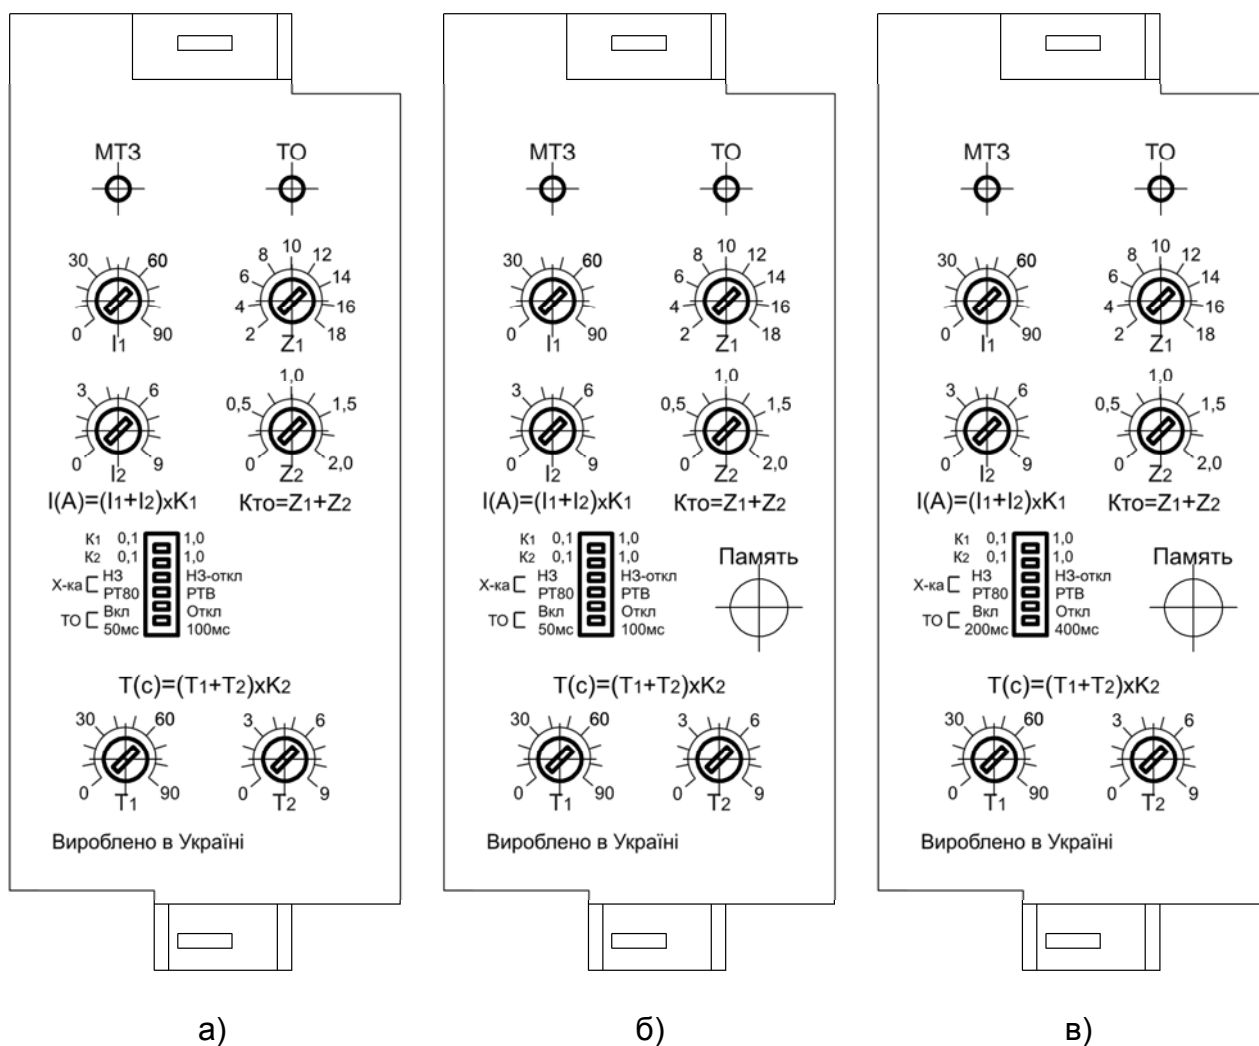 МТЗ ТО
30 60
0 90
I1
2 4 6 8 10 12 14 16 18
Z1
3 6
0 9
I2
0 0,5 1,0 1,5 2,0
Z2
I(A)=(I1+I2)xK1 Кто=Z1+Z2
К1 0,1 1,0
К2 0,1 1,0
Х-ка НЗ НЗ-откл
РТ80 РТВ
ТО Вкл Откл
50мс 100мс
T(c)=(T1+T2)xK2
30 60
0 90
T1
3 6
0 9
T2
Вироблено в Україні
а)
МТЗ ТО
30 60
0 90
I1
2 4 6 8 10 12 14 16 18
Z1
3 6
0 9
I2
0 0,5 1,0 1,5 2,0
Z2
I(A)=(I1+I2)xK1 Кто=Z1+Z2
К1 0,1 1,0
К2 0,1 1,0
Х-ка НЗ НЗ-откл
РТ80 РТВ
ТО Вкл Откл
50мс 100мс
Память
T(c)=(T1+T2)xK2
30 60
0 90
T1
3 6
0 9
T2
Вироблено в Україні
б)
МТЗ ТО
30 60
0 90
I1
2 4 6 8 10 12 14 16 18
Z1
3 6
0 9
I2
0 0,5 1,0 1,5 2,0
Z2
I(A)=(I1+I2)xK1 Кто=Z1+Z2
К1 0,1 1,0
К2 0,1 1,0
Х-ка НЗ НЗ-откл
РТ80 РТВ
ТО Вкл Откл
200мс 400мс
Память
T(c)=(T1+T2)xK2
30 60
0 90
T1
3 6
0 9
T2
Вироблено в Україні
в)